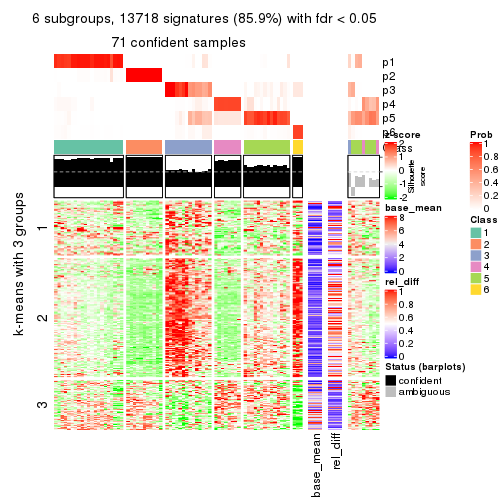 6 subgroups, 13718 signatures (85.9%) with fdr < 0.05
71 confident samples
p1
p2
p3
p4
p5
p6
Class
z-score
2
1
0
-1
-2
Silhouette
score
k-means with 3 groups
1
2
3
base_mean
8
6
4
2
0
rel_diff
1
0.8
0.6
0.4
0.2
0
Status (barplots)
confident
ambiguous
Prob
1
0.8
0.6
0.4
0.2
0
Class
1
2
3
4
5
6
base_mean
rel_diff